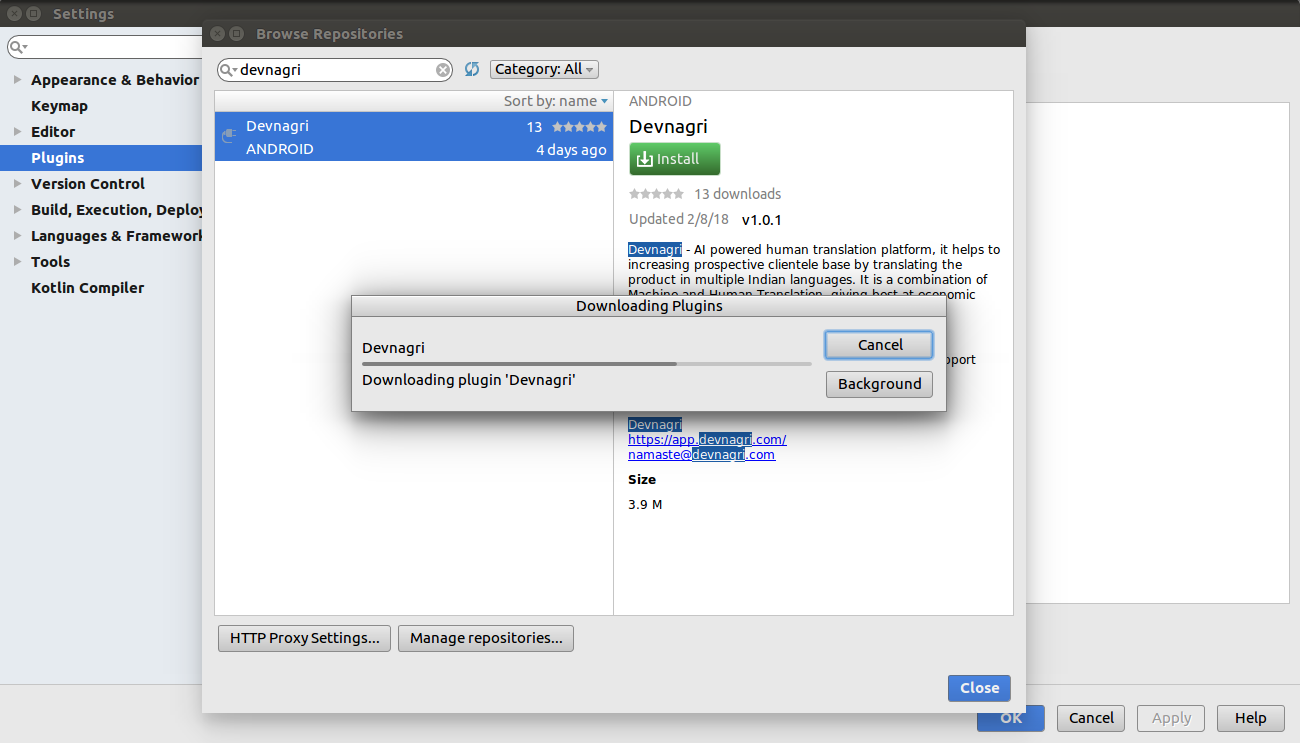 Settings
Browse Repositories
devnagri
Category: All
Appearance & Behavior
Keymap
Editor
Plugins
Version Control
Build, Execution, Deploy
Languages & Framework
Tools
Kotlin Compiler
Sort by: name
Devnagri 13
ANDROID 4 days ago
ANDROID
Devnagri
Install
13 downloads
Updated 2/8/18 v1.0.1
Devnagri - AI powered human translation platform, it helps to
increasing prospective clientele base by translating the
product in multiple Indian languages. It is a combination of
Machine and Human Translation, giving best at economic
pport
Downloading Plugins
Devnagri
Downloading plugin 'Devnagri'
Cancel
Background
Devnagri
https://app.devnagri.com/
namaste@devnagri.com
Size
3.9 M
HTTP Proxy Settings...
Manage repositories...
Close
OK
Cancel
Apply
Help